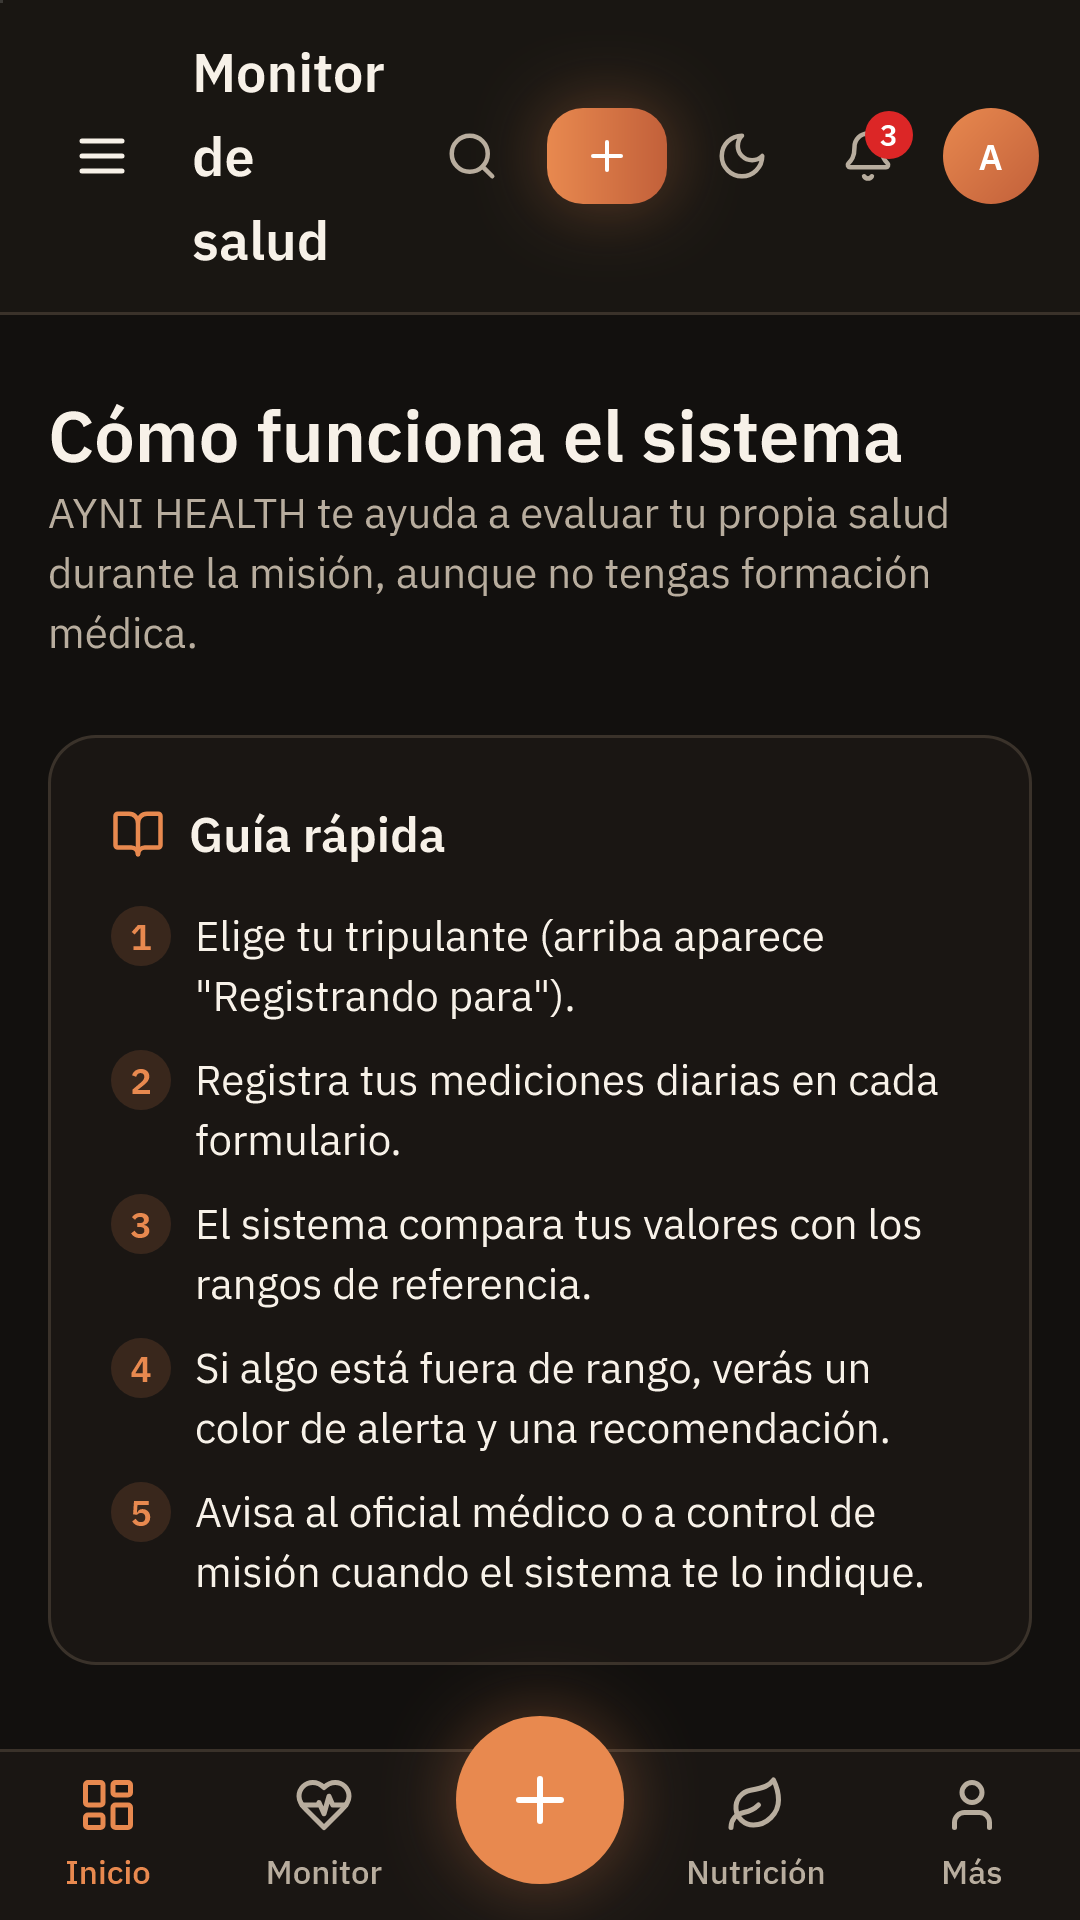 Monitor
de
salud
3
A
Cómo funciona el sistema
AYNI HEALTH te ayuda a evaluar tu propia salud
durante la misión, aunque no tengas formación
médica.
Guía rápida
1 Elige tu tripulante (arriba aparece
"Registrando para").
2 Registra tus mediciones diarias en cada
formulario.
3 El sistema compara tus valores con los
rangos de referencia.
4 Si algo está fuera de rango, verás un
color de alerta y una recomendación.
5 Avisa al oficial médico o a control de
misión cuando el sistema te lo indique.
Inicio Monitor Nutrición Más